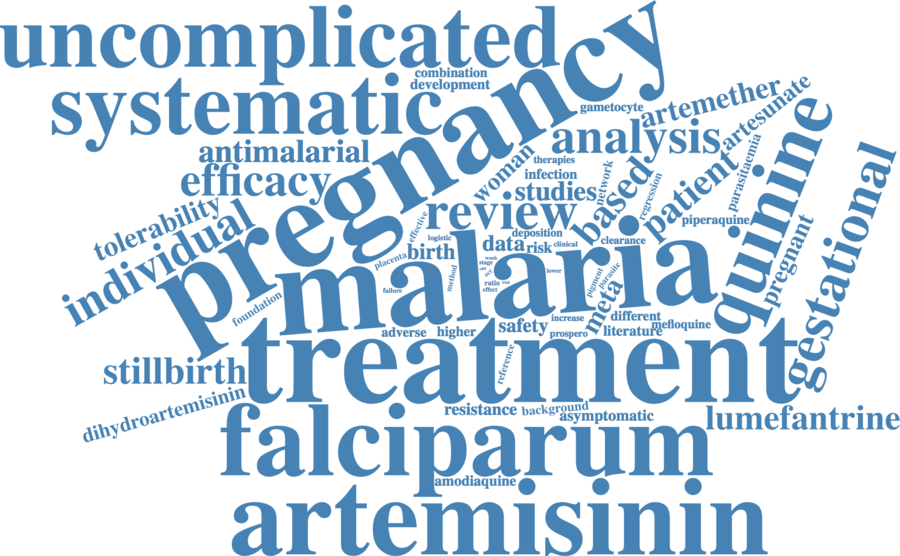 uncomplicated
combination
development
systematic
pregnancy
gametocyte
artemether
artesunate
analysis
antimalarial
efficacy
woman
therapies
infection
studies
network
based
regression
patient
parasitaemia
quinine
tolerability
individual
review
effective
logistic
deposition
piperaquine
pregnant
gestational
placenta
birth
data
risk
clinical
clearance
malaria
week
stage
odd
ratio
effect
lower
method
failure
pigment
parasite
meta
foundation
increase
different
mefloquine
adverse
higher
safety
prospero
literature
treatment
reference
stillbirth
dihydroartemisinin
resistance
background
asymptomatic
lumefantrine
falciparum
amodiaquine
artemisinin